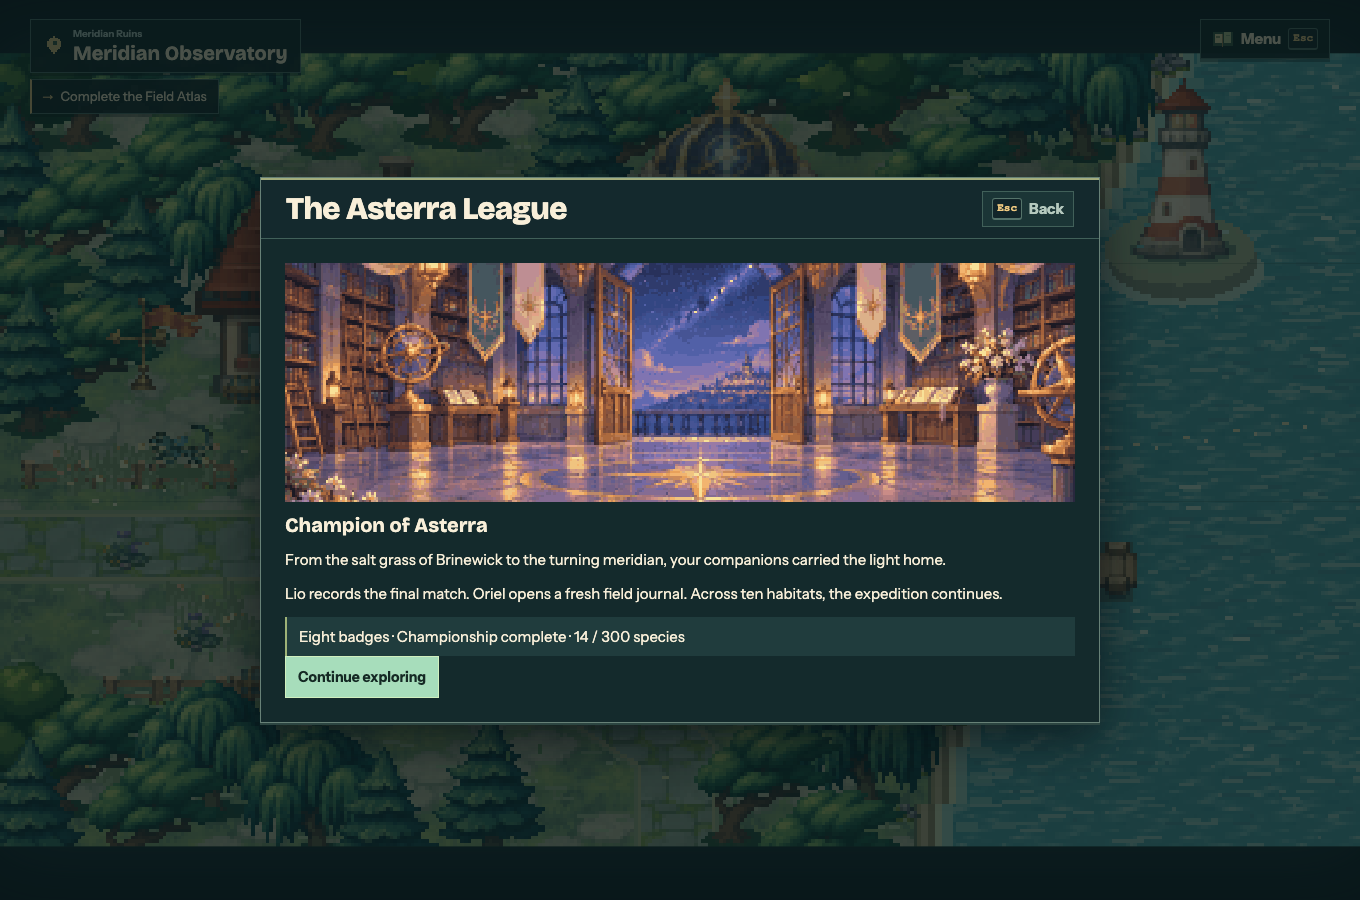 Meridian Ruins
Meridian Observatory
Menu Esc
→ Complete the Field Atlas
The Asterra League
Esc Back
Champion of Asterra
From the salt grass of Brinewick to the turning meridian, your companions carried the light home.
Lio records the final match. Oriel opens a fresh field journal. Across ten habitats, the expedition continues.
Eight badges · Championship complete · 14 / 300 species
Continue exploring